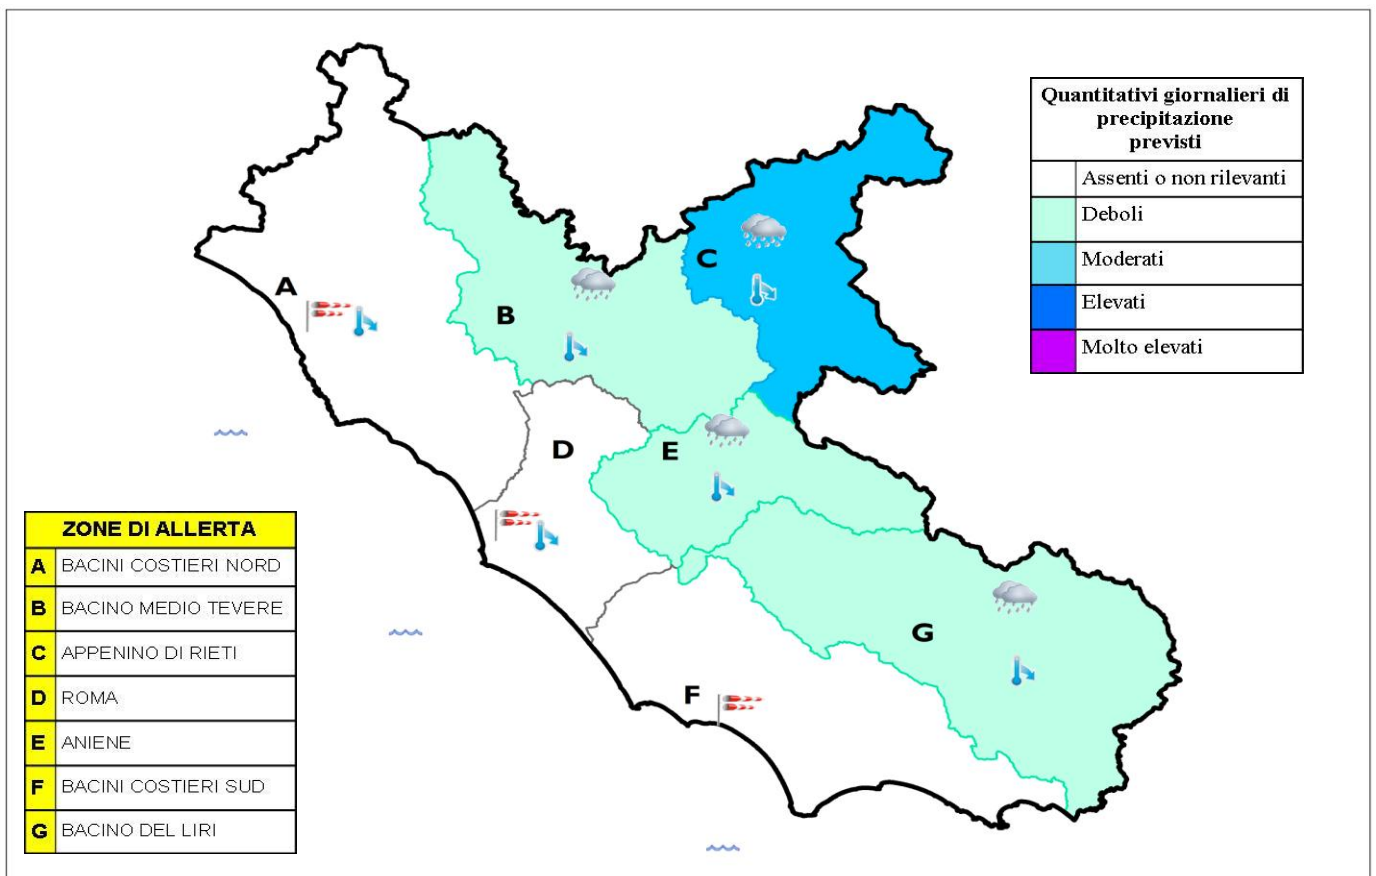 Quantitativi giornalieri di
precipitazione
previsti
Assenti o non rilevanti
Deboli
Moderati
Elevati
Molto elevati
A
B
C
D
E
F
G
ZONE DI ALLERTA
A BACINI COSTIERI NORD
B BACINO MEDIO TEVERE
C APPENINO DI RIETI
D ROMA
E ANIENE
F BACINI COSTIERI SUD
G BACINO DEL LIRI